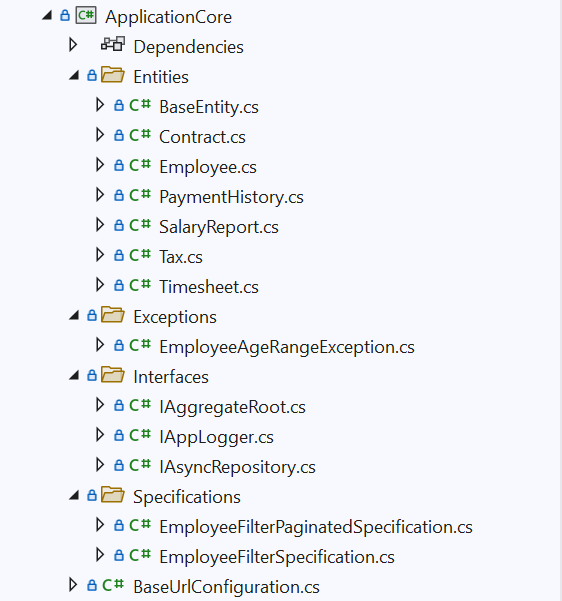 C# ApplicationCore
Dependencies
Entities
C# BaseEntity.cs
C# Contract.cs
C# Employee.cs
C# PaymentHistory.cs
C# SalaryReport.cs
C# Tax.cs
C# Timesheet.cs
Exceptions
C# EmployeeAgeRangeException.cs
Interfaces
C# IAggregateRoot.cs
C# IAppLogger.cs
C# IAsyncRepository.cs
Specifications
C# EmployeeFilterPaginatedSpecification.cs
C# EmployeeFilterSpecification.cs
C# BaseUrlConfiguration.cs